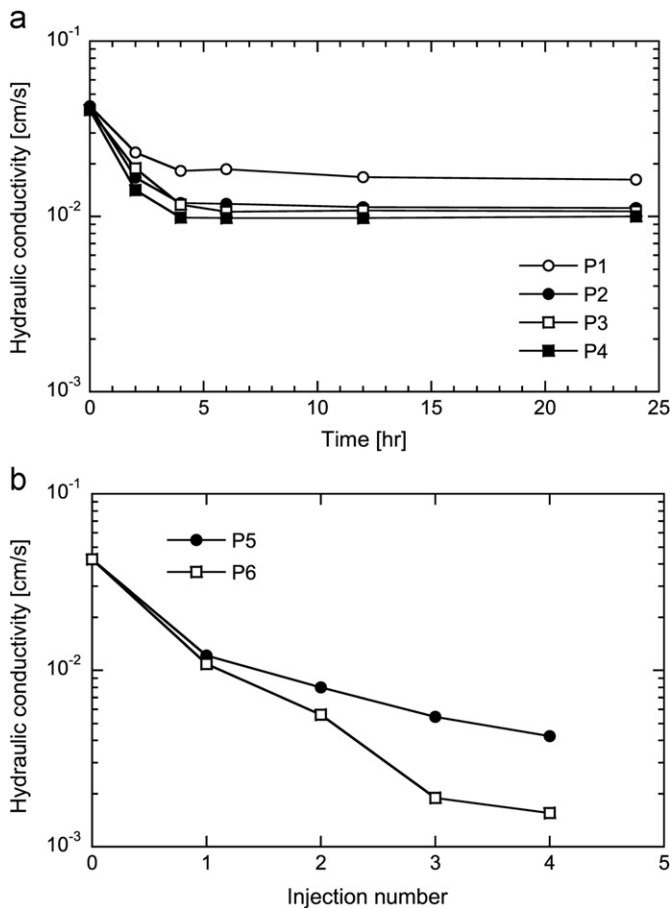 a
10^-1
10^-2
10^-3
Hydraulic conductivity [cm/s]
P1
P2
P3
P4
0 5 10 15 20 25
Time [hr]
b
10^-1
10^-2
10^-3
Hydraulic conductivity [cm/s]
P5
P6
0 1 2 3 4 5
Injection number